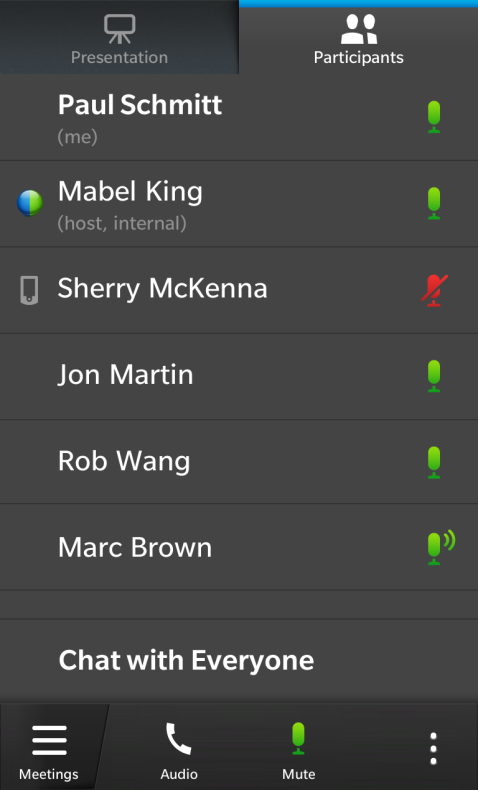 Presentation
Participants
Paul Schmitt
(me)
Mabel King
(host, internal)
Sherry McKenna
Jon Martin
Rob Wang
Marc Brown
Chat with Everyone
Meetings
Audio
Mute